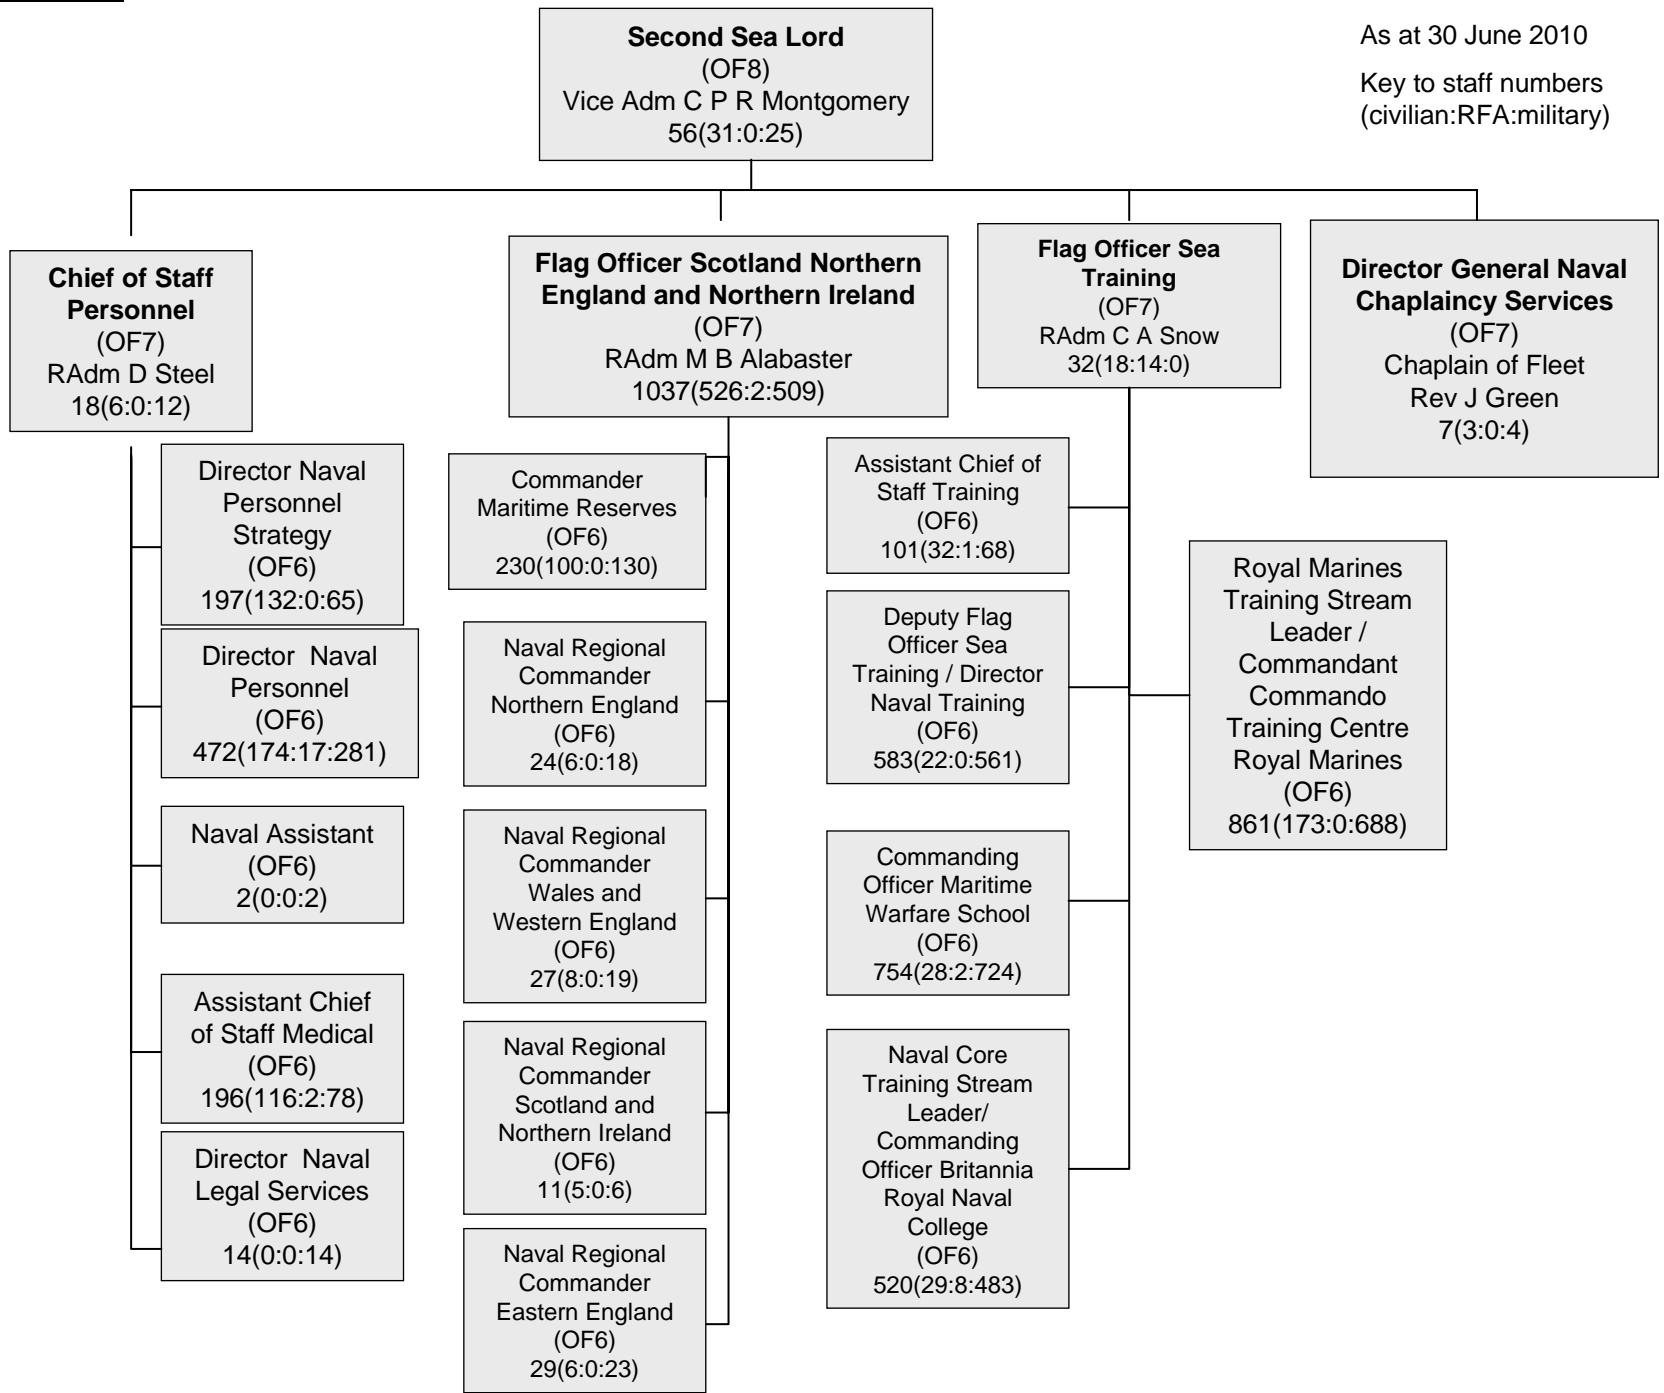 Second Sea Lord
(OF8)
Vice Adm C P R Montgomery
56(31:0:25)
As at 30 June 2010
Key to staff numbers
(civilian:RFA:military)
Chief of Staff
Personnel
(OF7)
RAdm D Steel
18(6:0:12)
Flag Officer Scotland Northern
England and Northern Ireland
(OF7)
RAdm M B Alabaster
1037(526:2:509)
Flag Officer Sea
Training
(OF7)
RAdm C A Snow
32(18:14:0)
Director General Naval
Chaplaincy Services
(OF7)
Chaplain of Fleet
Rev J Green
7(3:0:4)
Director Naval
Personnel
Strategy
(OF6)
197(132:0:65)
Director Naval
Personnel
(OF6)
472(174:17:281)
Naval Assistant
(OF6)
2(0:0:2)
Assistant Chief
of Staff Medical
(OF6)
196(116:2:78)
Director Naval
Legal Services
(OF6)
14(0:0:14)
Commander
Maritime Reserves
(OF6)
230(100:0:130)
Naval Regional
Commander
Northern England
(OF6)
24(6:0:18)
Naval Regional
Commander
Wales and
Western England
(OF6)
27(8:0:19)
Naval Regional
Commander
Scotland and
Northern Ireland
(OF6)
11(5:0:6)
Naval Regional
Commander
Eastern England
(OF6)
29(6:0:23)
Assistant Chief of
Staff Training
(OF6)
101(32:1:68)
Deputy Flag
Officer Sea
Training / Director
Naval Training
(OF6)
583(22:0:561)
Commanding
Officer Maritime
Warfare School
(OF6)
754(28:2:724)
Naval Core
Training Stream
Leader/
Commanding
Officer Britannia
Royal Naval
College
(OF6)
520(29:8:483)
Royal Marines
Training Stream
Leader /
Commandant
Commando
Training Centre
Royal Marines
(OF6)
861(173:0:688)